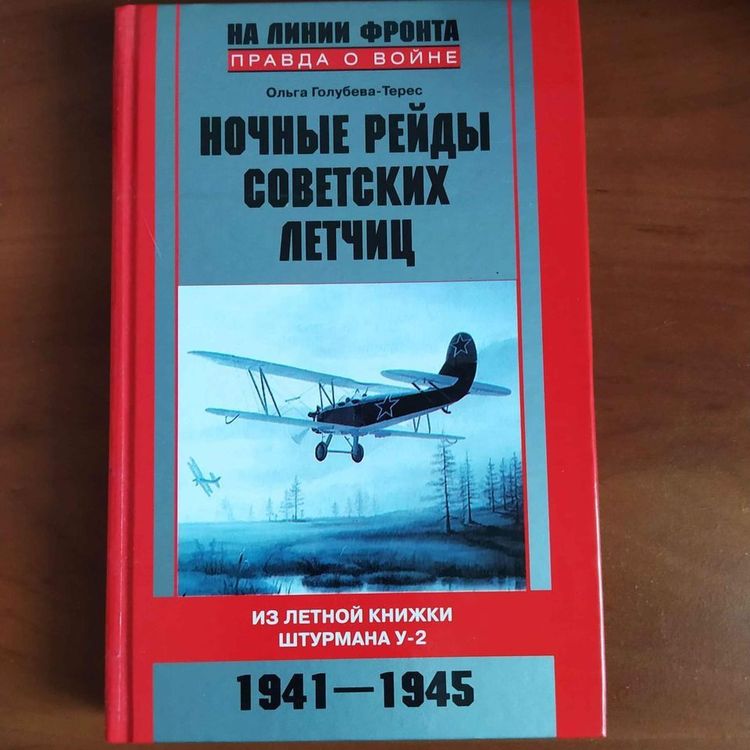 НА ЛИНИИ ФРОНТА
ПРАВДА О ВОЙНЕ
Ольга Голубева-Терес
НОЧНЫЕ РЕЙДЫ
СОВЕТСКИХ
ЛЕТЧИЦ
ИЗ ЛЕТНОЙ КНИЖКИ
ШТУРМАНА У-2
1941—1945